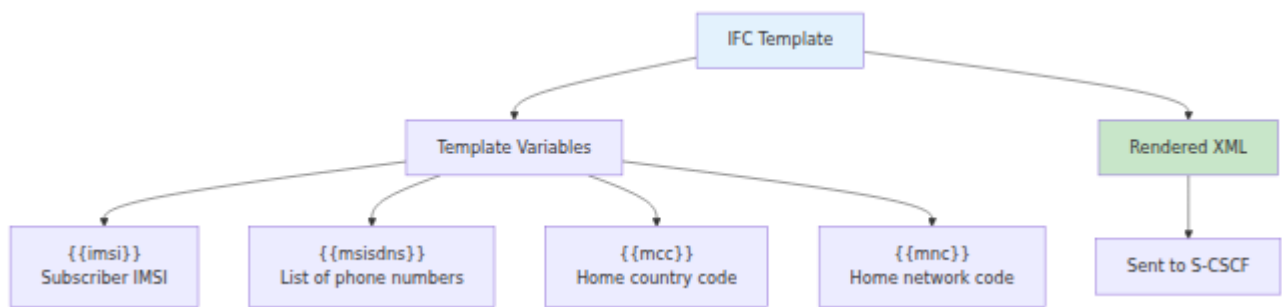 IFC Template
Template Variables
Rendered XML
{{imsi}}
Subscriber IMSI
{{msisdns}}
List of phone numbers
{{mcc}}
Home country code
{{mnc}}
Home network code
Sent to S-CSCF